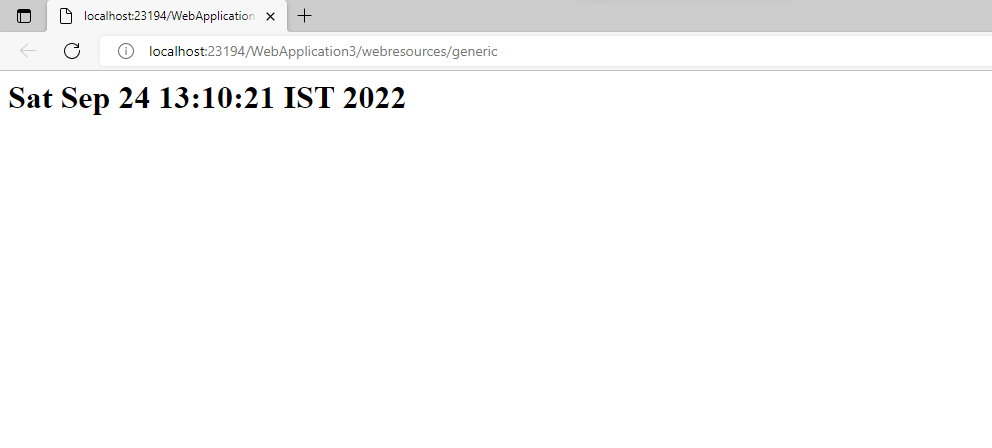 localhost:23194/WebApplication
localhost:23194/WebApplication3/webresources/generic
Sat Sep 24 13:10:21 IST 2022